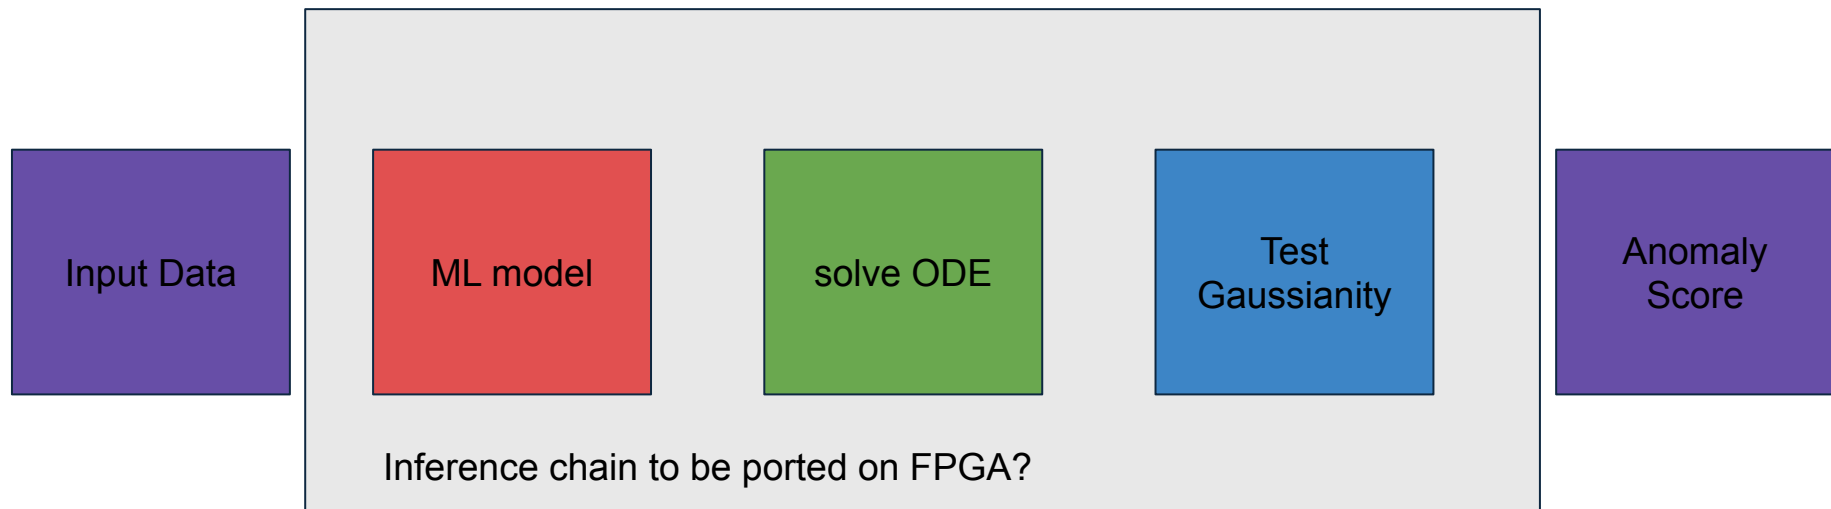 Input Data
ML model
solve ODE
Test
Gaussianity
Anomaly
Score
Inference chain to be ported on FPGA?